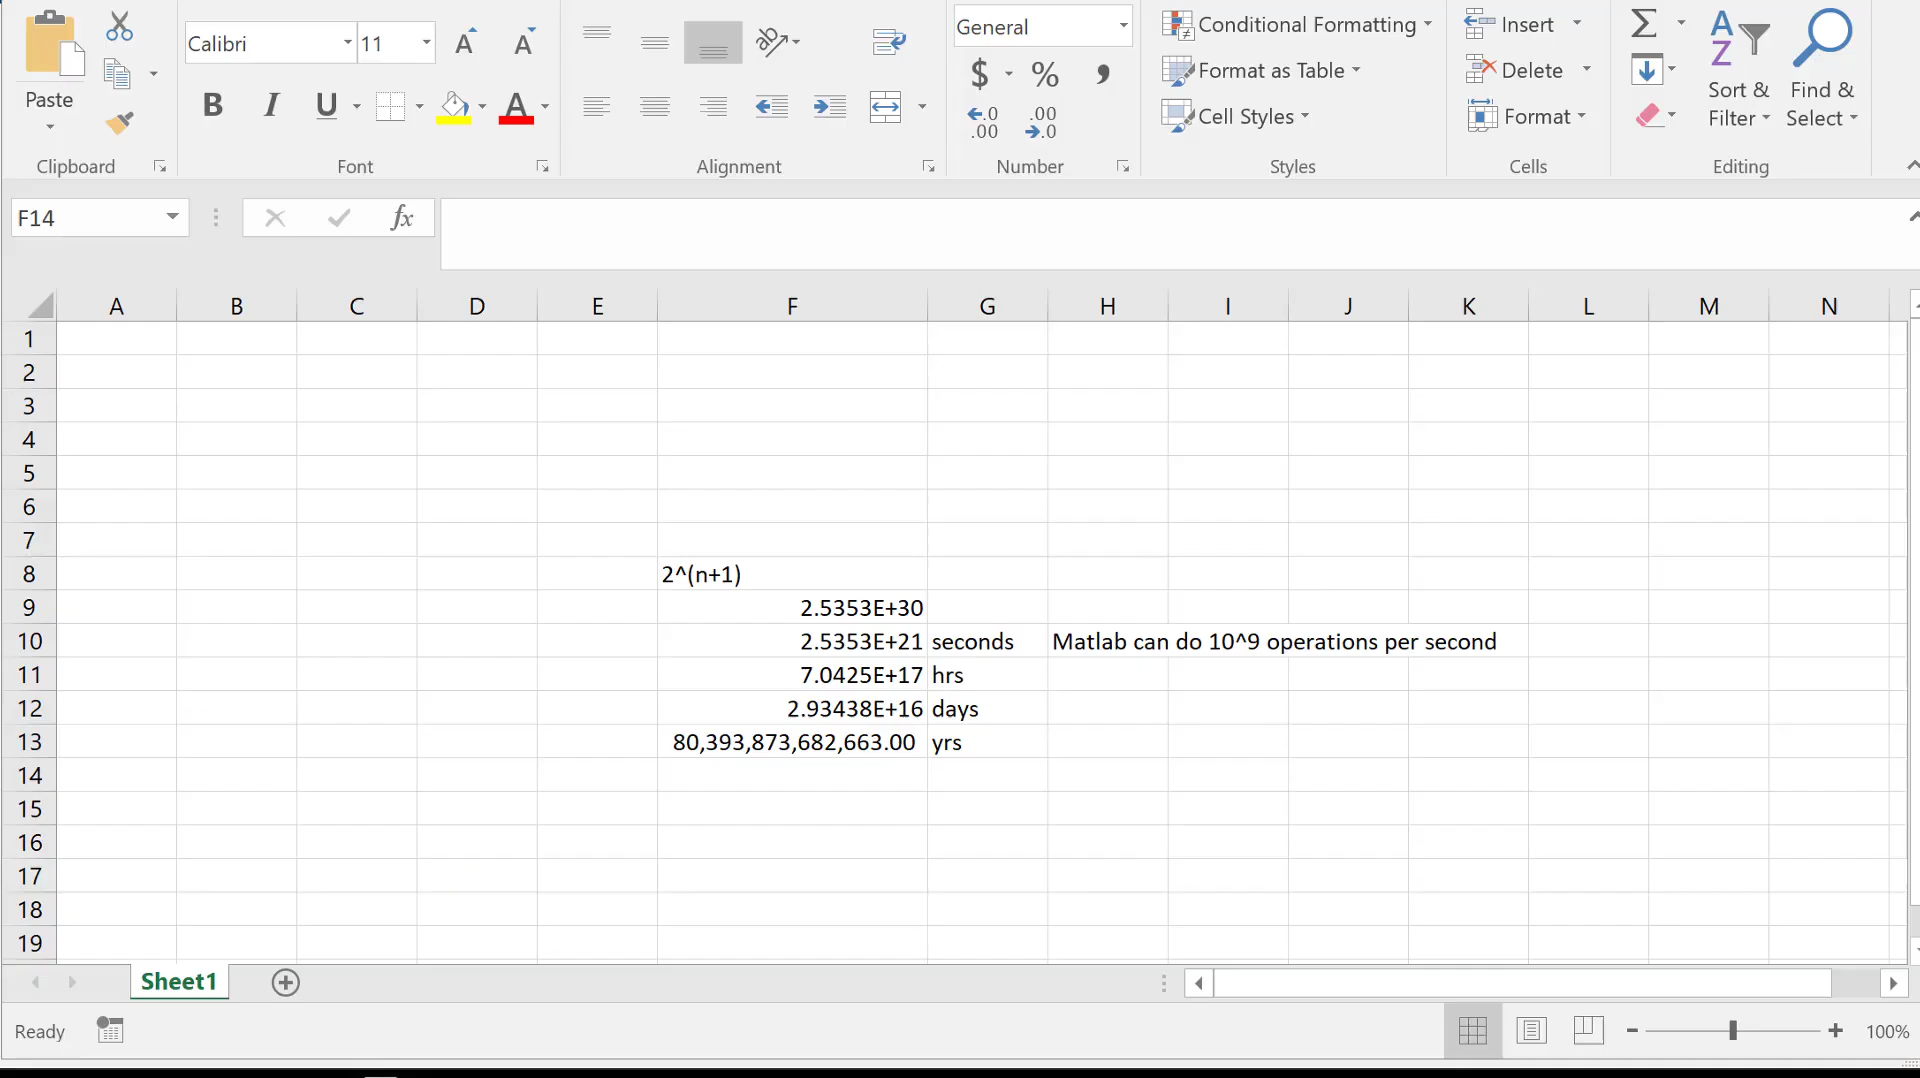 Calibri 11 General Conditional Formatting Insert
Paste Format as Table Delete Sort & Find &
B I U A $ % , Cell Styles Format Filter Select
Clipboard Font Alignment Number Styles Cells Editing
F14 fx
A B C D E F G H I J K L M N
1
2
3
4
5
6
7
8 2^(n+1)
9 2.5353E+30
10 2.5353E+21 seconds Matlab can do 10^9 operations per second
11 7.0425E+17 hrs
12 2.93438E+16 days
13 80,393,873,682,663.00 yrs
14
15
16
17
18
19
Sheet1
Ready 100%